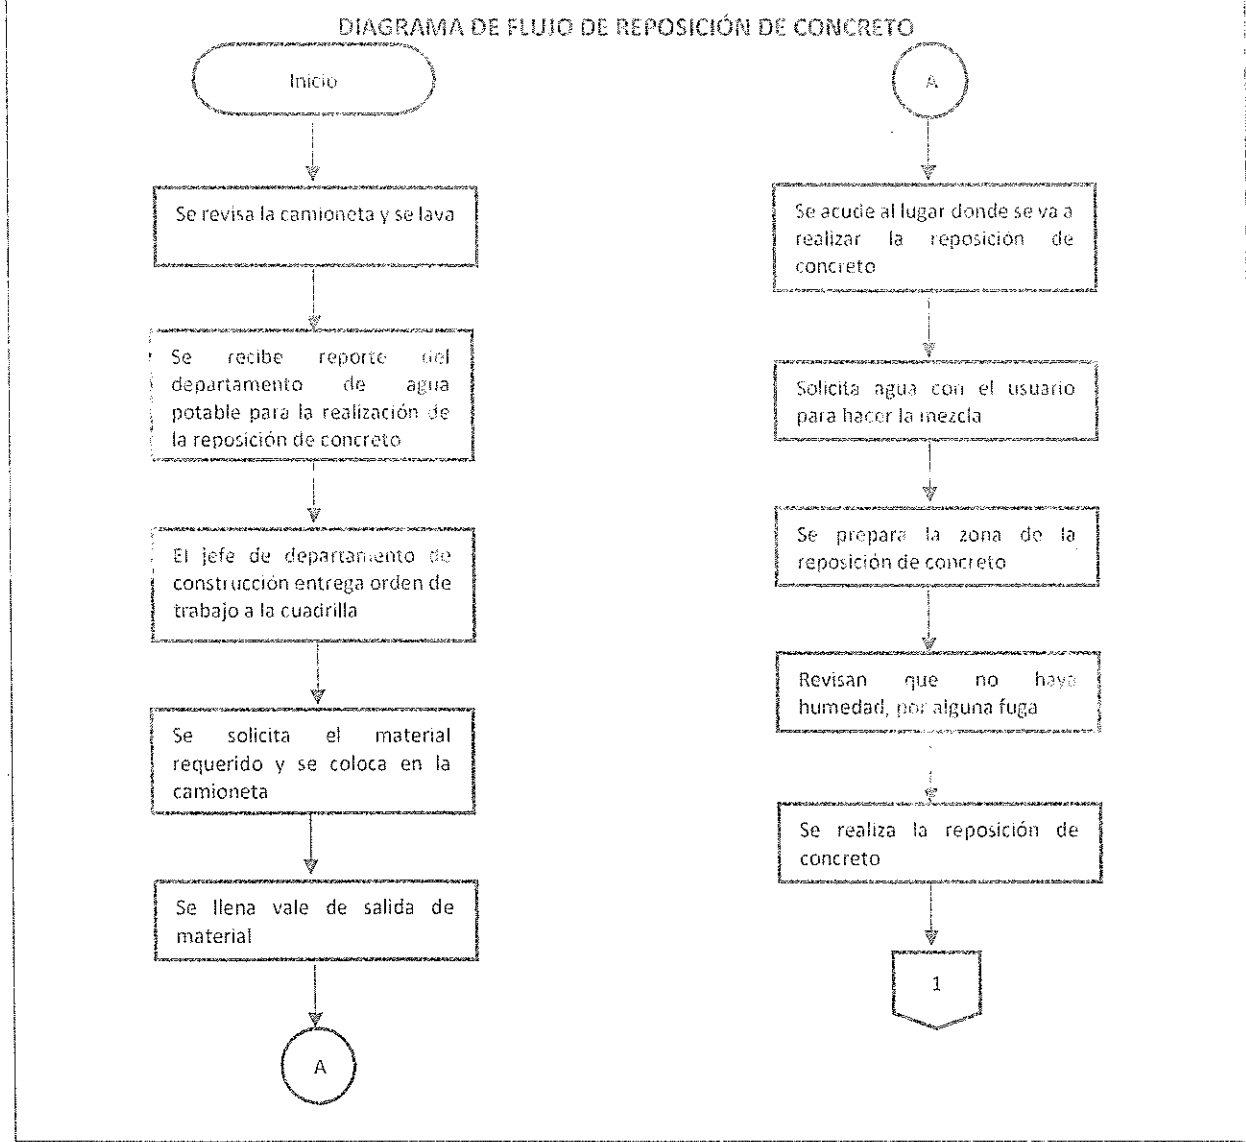 DIAGRAMA DE FLUJO DE REPOSICIÓN DE CONCRETO
Inicio
Se revisa la camioneta y se lava
Se recibe reporte del
departamento de agua
potable para la realización de
la reposición de concreto
El jefe de departamento de
construcción entrega orden de
trabajo a la cuadrilla
Se solicita el material
requerido y se coloca en la
camioneta
Se llena vale de salida de
material
A
A
Se acude al lugar donde se va a
realizar la reposición de
concreto
Solicita agua con el usuario
para hacer la mezcla
Se prepara la zona de la
reposición de concreto
Revisan que no haya
humedad, por alguna fuga
Se realiza la reposición de
concreto
1